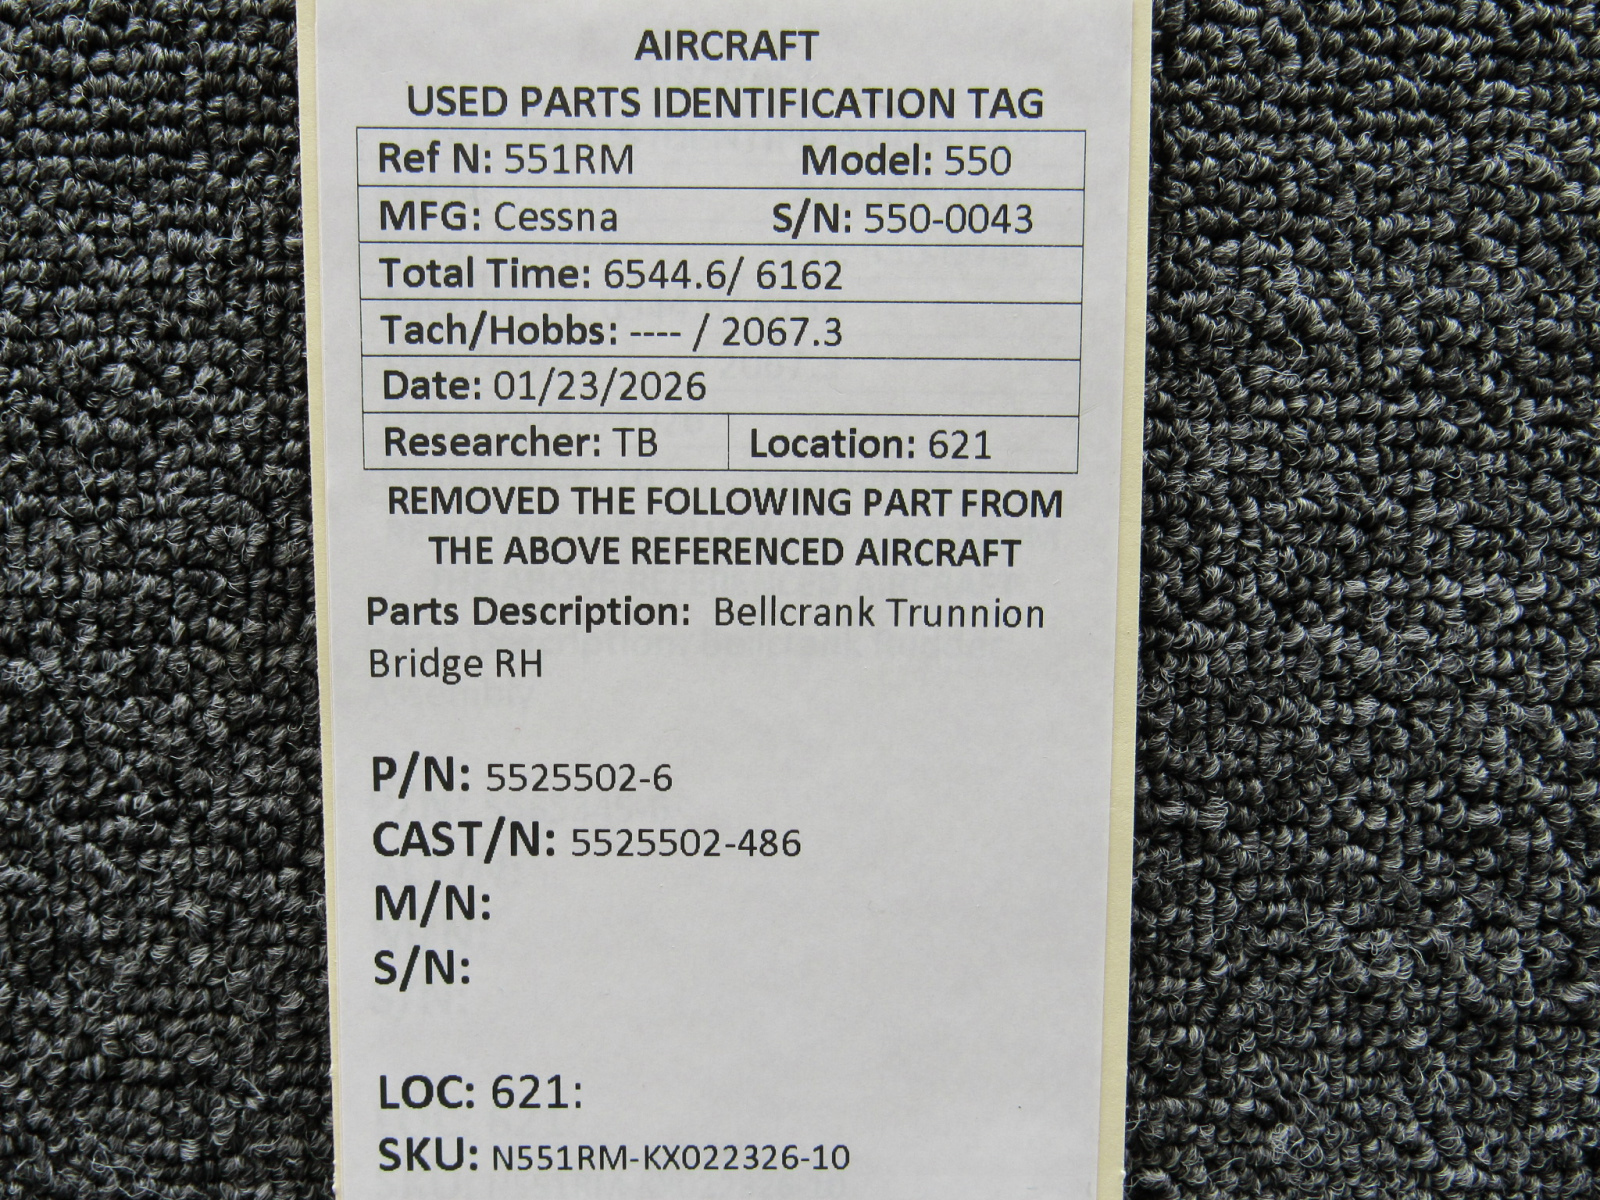 AIRCRAFT
USED PARTS IDENTIFICATION TAG
Ref N: 551RM Model: 550
MFG: Cessna S/N: 550-0043
Total Time: 6544.6/ 6162
Tach/Hobbs: ---- / 2067.3
Date: 01/23/2026
Researcher: TB Location: 621
REMOVED THE FOLLOWING PART FROM
THE ABOVE REFERENCED AIRCRAFT
Parts Description: Bellcrank Trunnion
Bridge RH
P/N: 5525502-6
CAST/N: 5525502-486
M/N:
S/N:
LOC: 621:
SKU: N551RM-KX022326-10